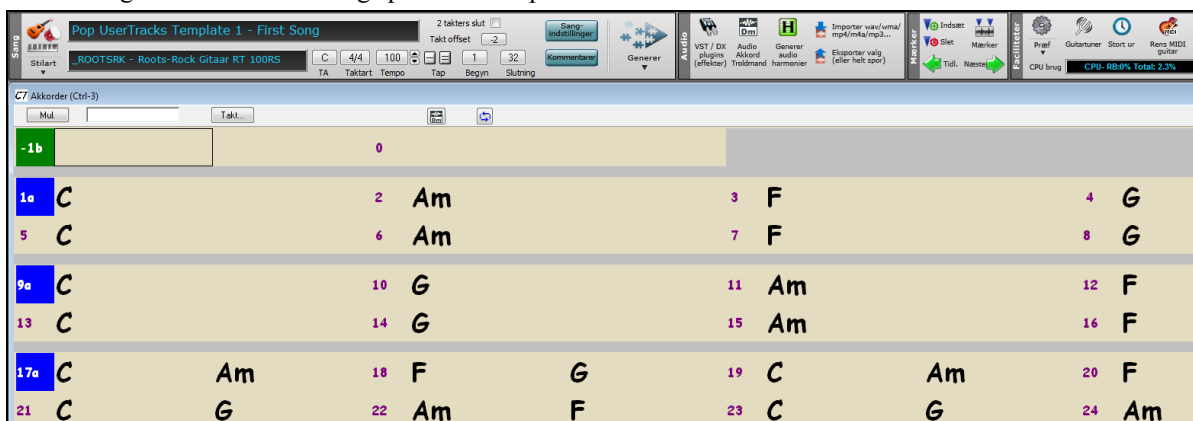 Sang
Stilart
Pop UserTracks Template 1 - First Song
_ROOTSRK - Roots-Rock Gitaar RT 100RS
2 takters slut
Takt offset -2
C 4/4 100 1 32
TA Taktart Tempo Tap Begyn Slutning
Sang-indstillinger
Kommentarer
Generer
Audio
VST / DX plugins (effekter)
Audio Akkord Troldmand
Generer audio harmonier
Importer wav/wma/mp4/m4a/mp3...
Eksporter valg (eller helt spor)
Mærker
Indsæt
Slet
Mærker
Tidl. Næste
Faciliteter
Præf
Guitartuner
Stort ur
Rens MIDI guitar
CPU brug CPU- RB:0% Total: 2.3%
C7 Akkorder (Ctrl-3)
Mul Takt...
-1b 0
1a C 2 Am 3 F 4 G
5 C 6 Am 7 F 8 G
9a C 10 G 11 Am 12 F
13 C 14 G 15 Am 16 F
17a C Am 18 F G 19 C Am 20 F
21 C G 22 Am F 23 C G 24 Am